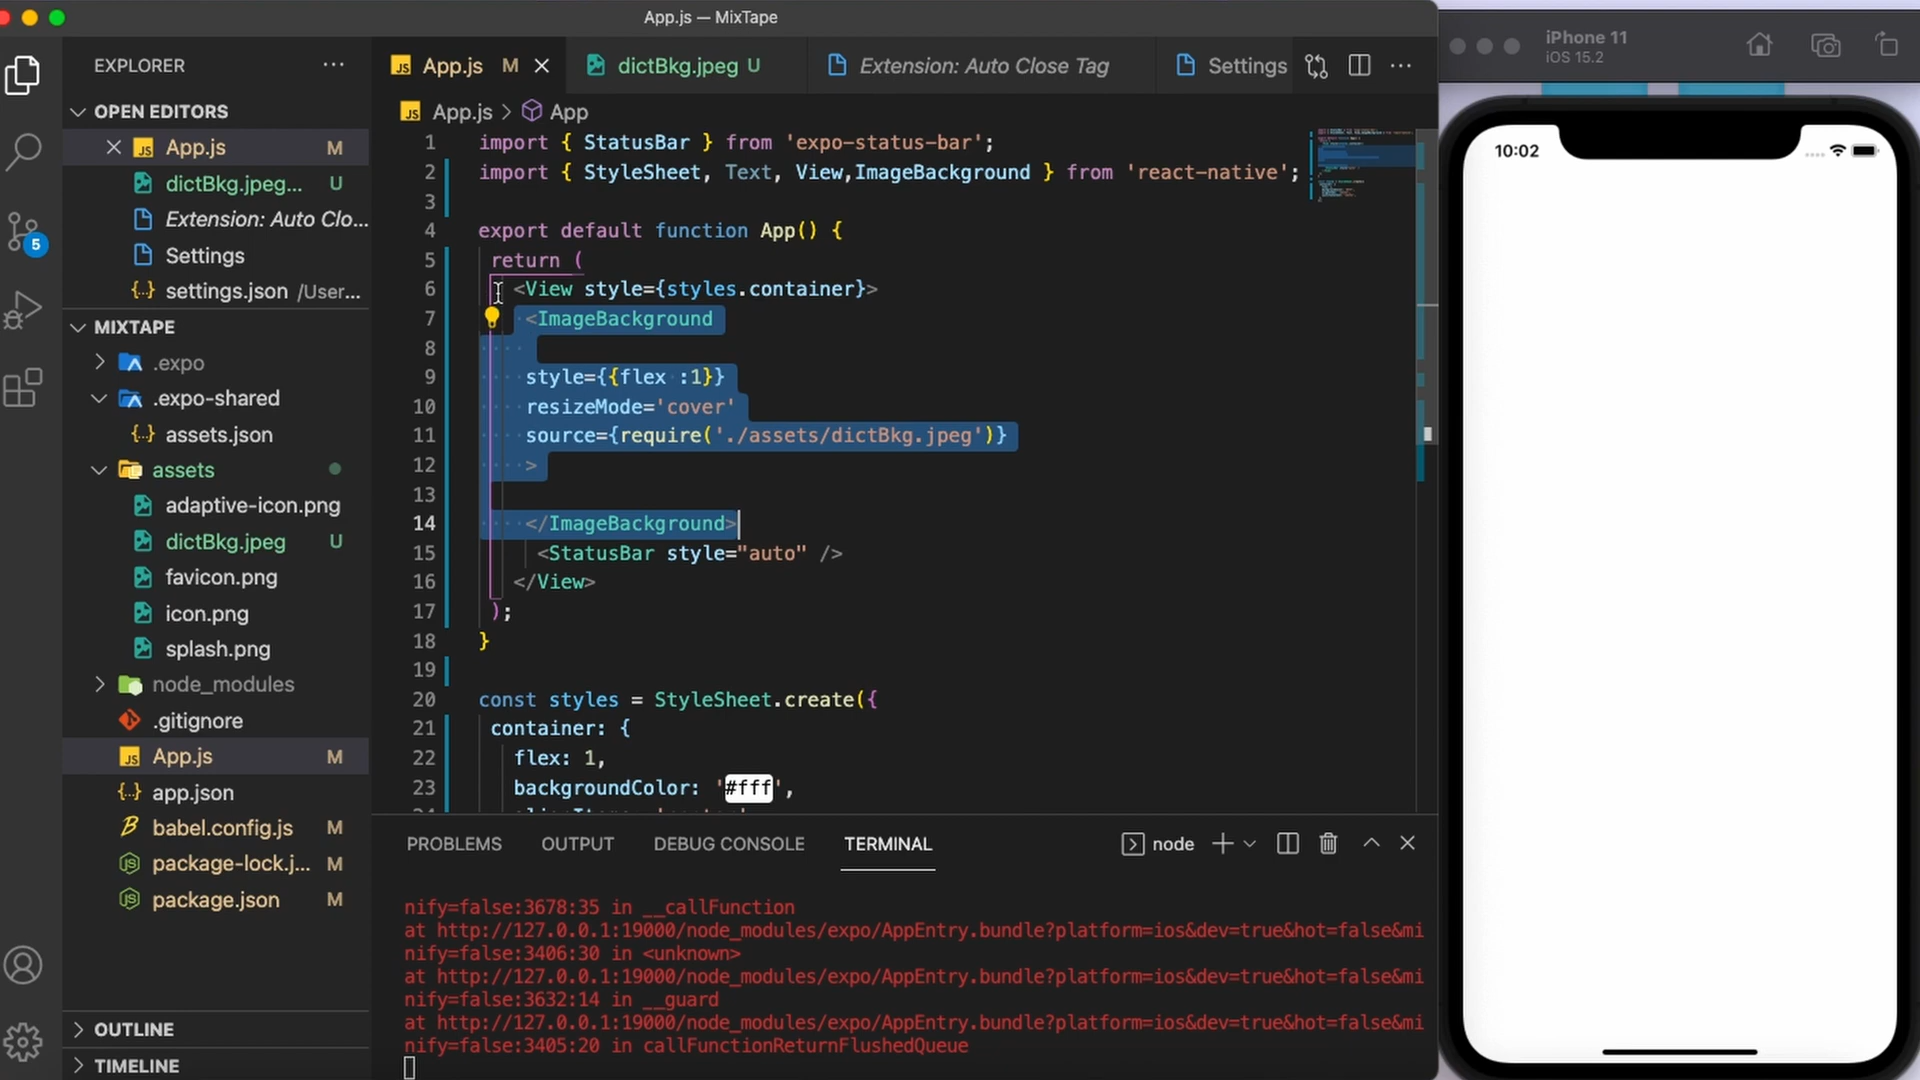 App.js — MixTape
EXPLORER
OPEN EDITORS
App.js M
dictBkg.jpeg... U
Extension: Auto Clo...
Settings
settings.json /User...
MIXTAPE
.expo
.expo-shared
assets.json
assets
adaptive-icon.png
dictBkg.jpeg U
favicon.png
icon.png
splash.png
node_modules
.gitignore
App.js M
app.json
babel.config.js M
package-lock.j... M
package.json M
OUTLINE
TIMELINE
5
App.js M
dictBkg.jpeg U
Extension: Auto Close Tag
Settings
App.js > App
1 import { StatusBar } from 'expo-status-bar';
2 import { StyleSheet, Text, View,ImageBackground } from 'react-native';
3
4 export default function App() {
5 return (
6 <View style={styles.container}>
7 <ImageBackground
8
9 style={{flex :1}}
10 resizeMode='cover'
11 source={require('./assets/dictBkg.jpeg')}
12 >
13
14 </ImageBackground>
15 <StatusBar style="auto" />
16 </View>
17 );
18 }
19
20 const styles = StyleSheet.create({
21 container: {
22 flex: 1,
23 backgroundColor: '#fff',
PROBLEMS
OUTPUT
DEBUG CONSOLE
TERMINAL
node
nify=false:3678:35 in __callFunction
at http://127.0.0.1:19000/node_modules/expo/AppEntry.bundle?platform=ios&dev=true&hot=false&mi
nify=false:3406:30 in <unknown>
at http://127.0.0.1:19000/node_modules/expo/AppEntry.bundle?platform=ios&dev=true&hot=false&mi
nify=false:3632:14 in __guard
at http://127.0.0.1:19000/node_modules/expo/AppEntry.bundle?platform=ios&dev=true&hot=false&mi
nify=false:3405:20 in callFunctionReturnFlushedQueue
iPhone 11
iOS 15.2
10:02